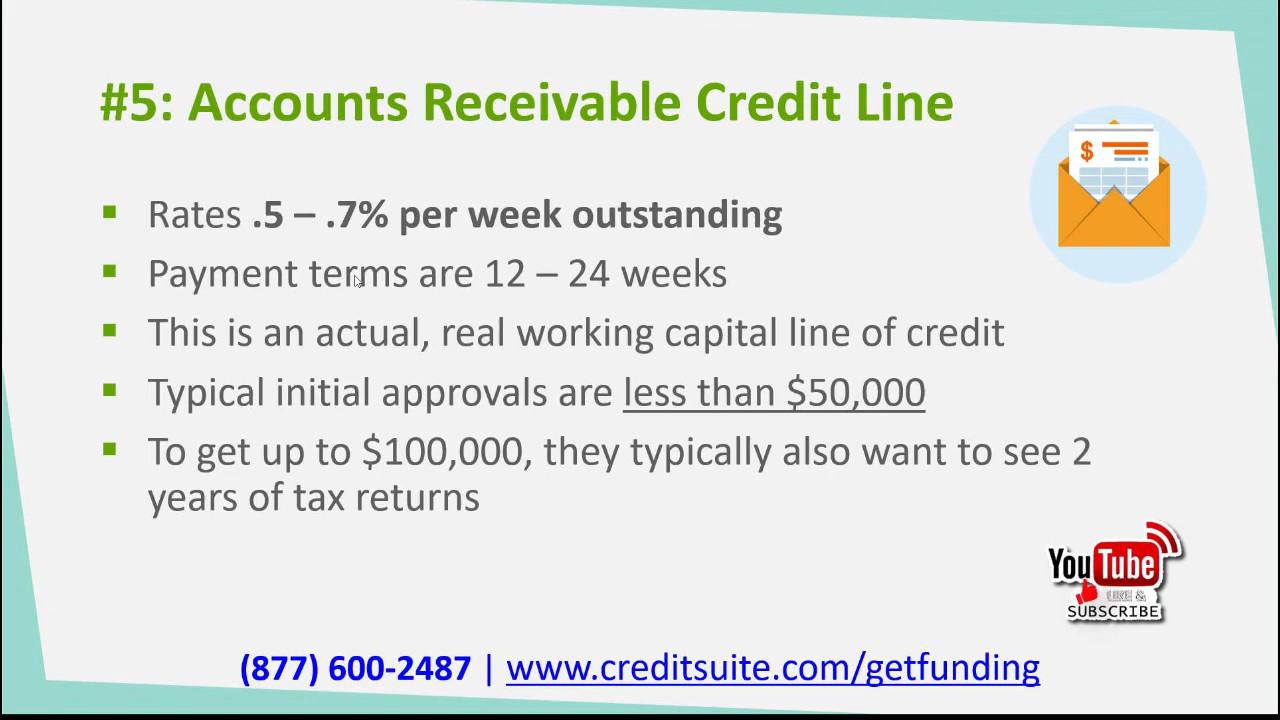 #5: Accounts Receivable Credit Line
$
▪ Rates .5 – .7% per week outstanding
▪ Payment terms are 12 – 24 weeks
▪ This is an actual, real working capital line of credit
▪ Typical initial approvals are less than $50,000
▪ To get up to $100,000, they typically also want to see 2
years of tax returns
YouTube
LIKE &
SUBSCRIBE
(877) 600-2487 | www.creditsuite.com/getfunding